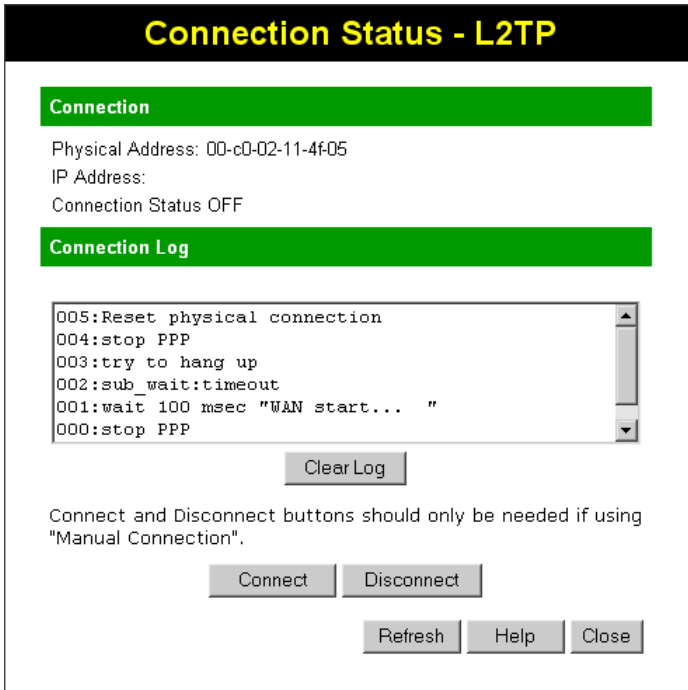 Connection Status - L2TP
Connection
Physical Address: 00-c0-02-11-4f-05
IP Address:
Connection Status OFF
Connection Log
005:Reset physical connection
004:stop PPP
003:try to hang up
002:sub_wait:timeout
001:wait 100 msec "WAN start...  "
000:stop PPP
Clear Log
Connect and Disconnect buttons should only be needed if using
"Manual Connection".
Connect Disconnect
Refresh Help Close